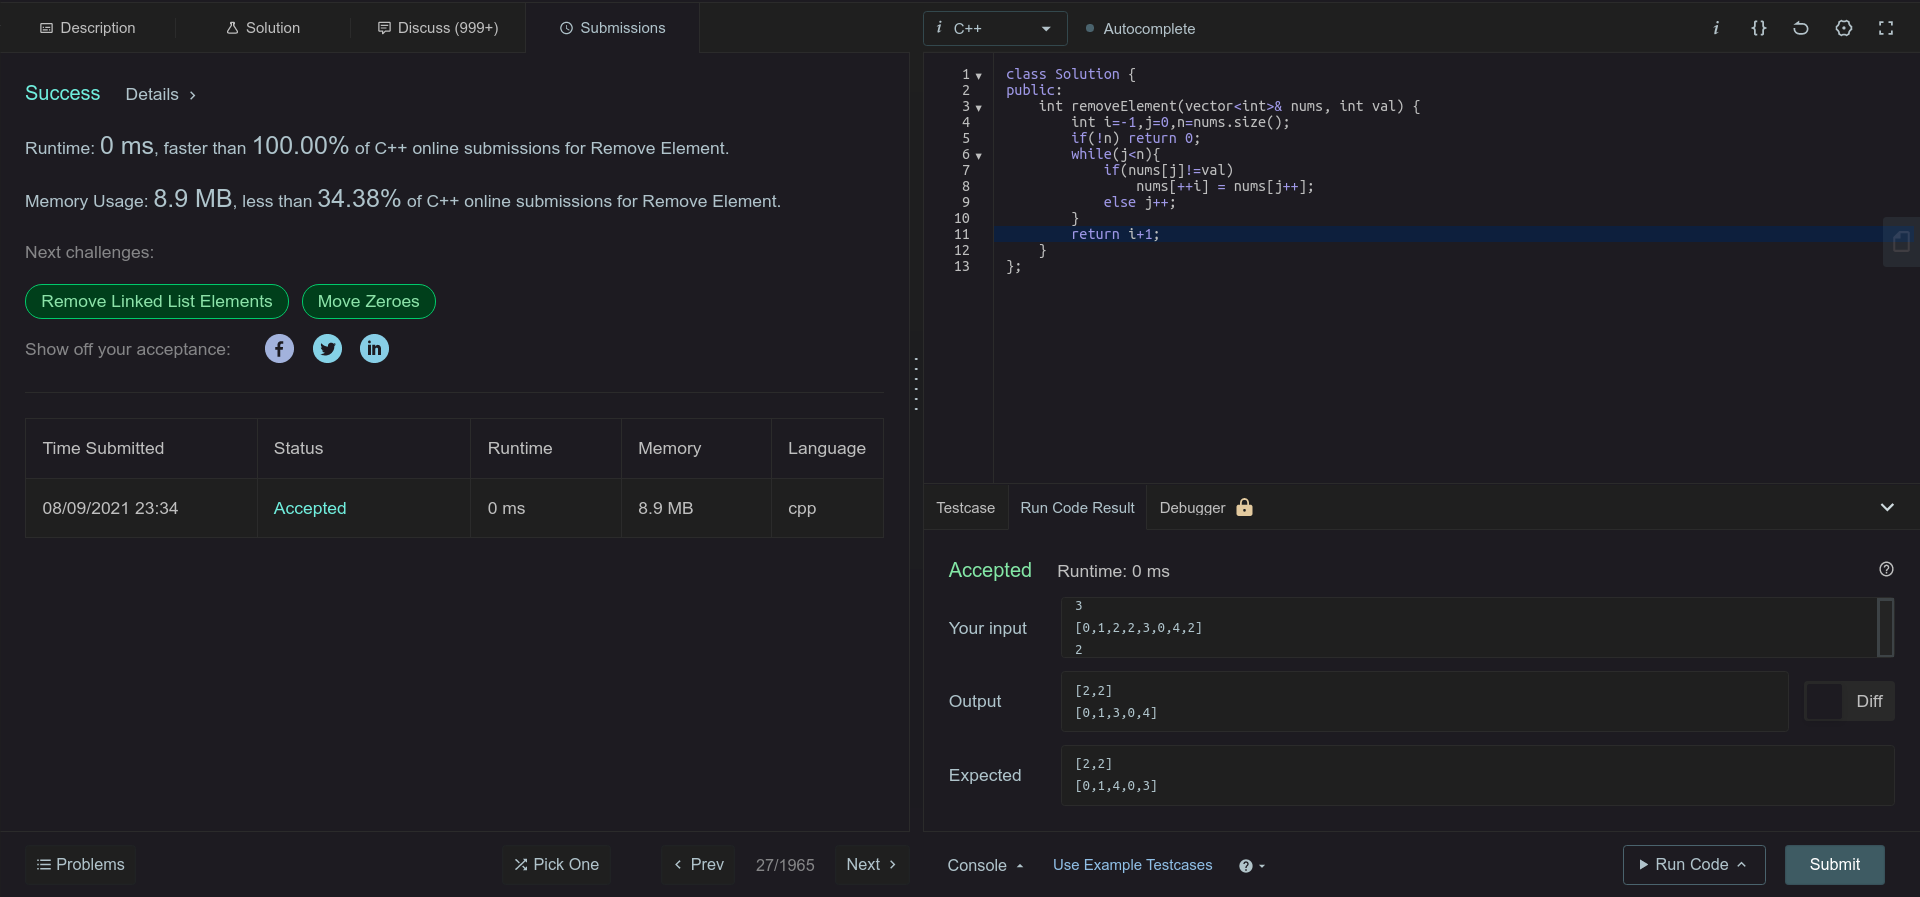 Description
Solution
Discuss (999+)
Submissions
Success Details
Runtime: 0 ms, faster than 100.00% of C++ online submissions for Remove Element.
Memory Usage: 8.9 MB, less than 34.38% of C++ online submissions for Remove Element.
Next challenges:
Remove Linked List Elements Move Zeroes
Show off your acceptance:
Time Submitted Status Runtime Memory Language
08/09/2021 23:34 Accepted 0 ms 8.9 MB cpp
Problems Pick One Prev 27/1965 Next
i C++ Autocomplete i {}
1 class Solution {
2 public:
3     int removeElement(vector<int>& nums, int val) {
4         int i=-1,j=0,n=nums.size();
5         if(!n) return 0;
6         while(j<n){
7             if(nums[j]!=val)
8                 nums[++i] = nums[j++];
9             else j++;
10         }
11         return i+1;
12     }
13 };
Testcase Run Code Result Debugger
Accepted Runtime: 0 ms
Your input
3
[0,1,2,2,3,0,4,2]
2
Output
[2,2]
[0,1,3,0,4]
Diff
Expected
[2,2]
[0,1,4,0,3]
Console Use Example Testcases Run Code Submit